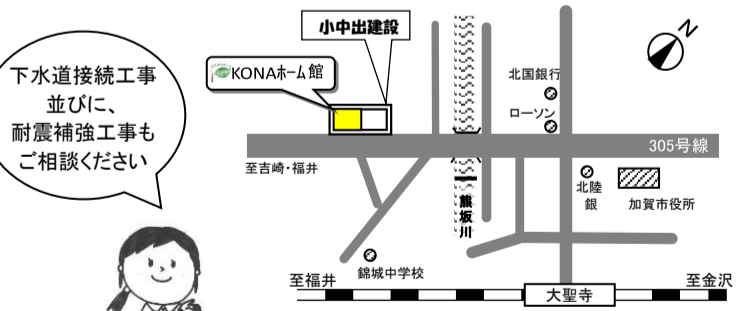 下水道接続工事
並びに、
耐震補強工事も
ご相談ください
小中出建設
KONAホーム館
N
北国銀行
ローソン
305号線
至吉崎・福井
熊坂川
北陸
銀
加賀市役所
錦城中学校
至福井
大聖寺
至金沢